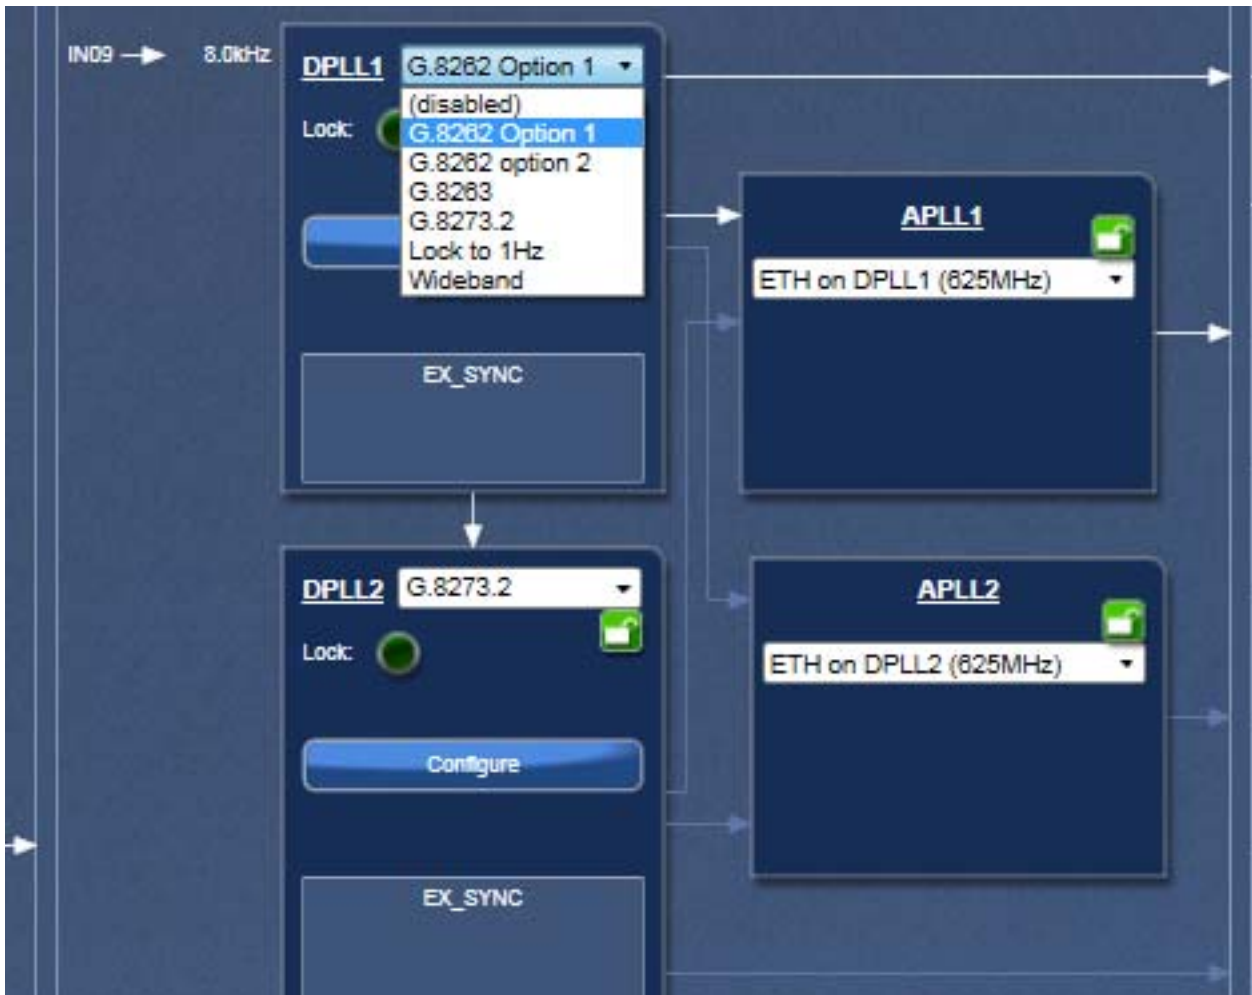 IN09
8.0kHz
DPLL1
G.8262 Option 1
Lock:
(disabled)
G.8262 Option 1
G.8262 option 2
G.8263
G.8273.2
Lock to 1Hz
Wideband
EX_SYNC
APLL1
ETH on DPLL1 (625MHz)
DPLL2
G.8273.2
Lock:
Configure
EX_SYNC
APLL2
ETH on DPLL2 (625MHz)